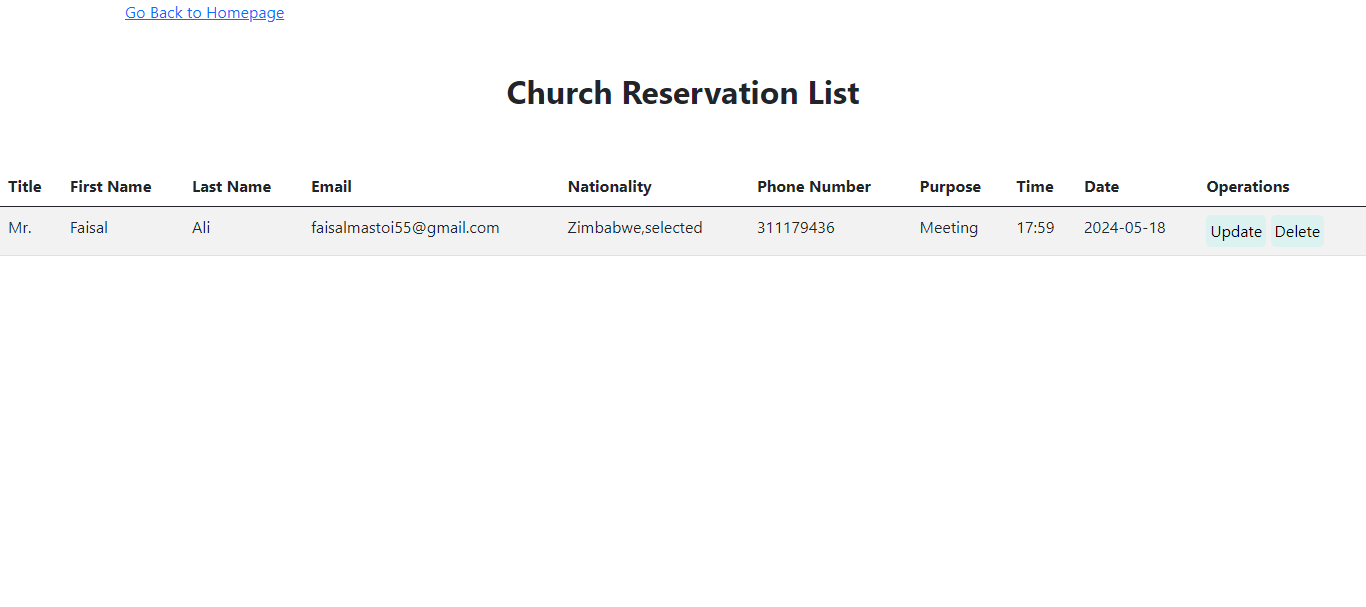 Go Back to Homepage
Church Reservation List
Title First Name Last Name Email Nationality Phone Number Purpose Time Date Operations
Mr. Faisal Ali faisalmastoi55@gmail.com Zimbabwe,selected 311179436 Meeting 17:59 2024-05-18 Update Delete